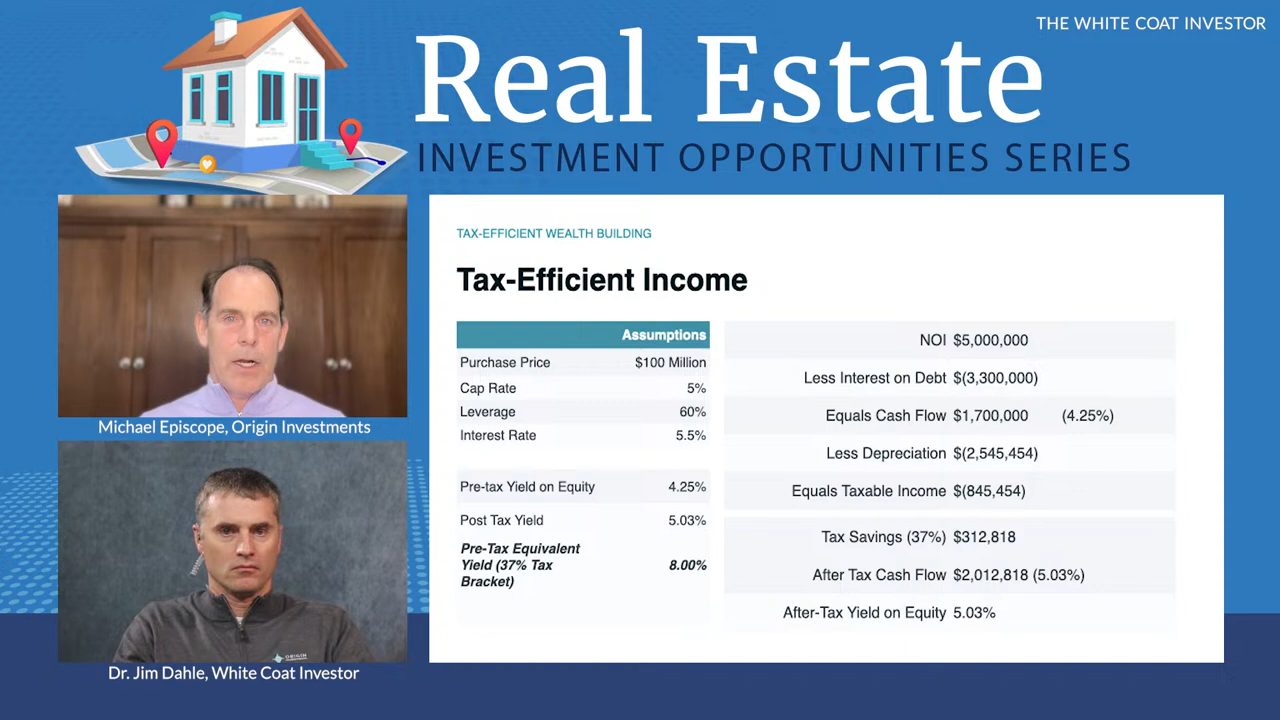 THE WHITE COAT INVESTOR
Real Estate
INVESTMENT OPPORTUNITIES SERIES
TAX-EFFICIENT WEALTH BUILDING
Tax-Efficient Income
Assumptions
Purchase Price $100 Million
Cap Rate 5%
Leverage 60%
Interest Rate 5.5%
Pre-tax Yield on Equity 4.25%
Post Tax Yield 5.03%
Pre-Tax Equivalent
Yield (37% Tax 8.00%
Bracket)
NOI $5,000,000
Less Interest on Debt $(3,300,000)
Equals Cash Flow $1,700,000 (4.25%)
Less Depreciation $(2,545,454)
Equals Taxable Income $(845,454)
Tax Savings (37%) $312,818
After Tax Cash Flow $2,012,818 (5.03%)
After-Tax Yield on Equity 5.03%
Michael Episcope, Origin Investments
ORIGIN
Dr. Jim Dahle, White Coat Investor